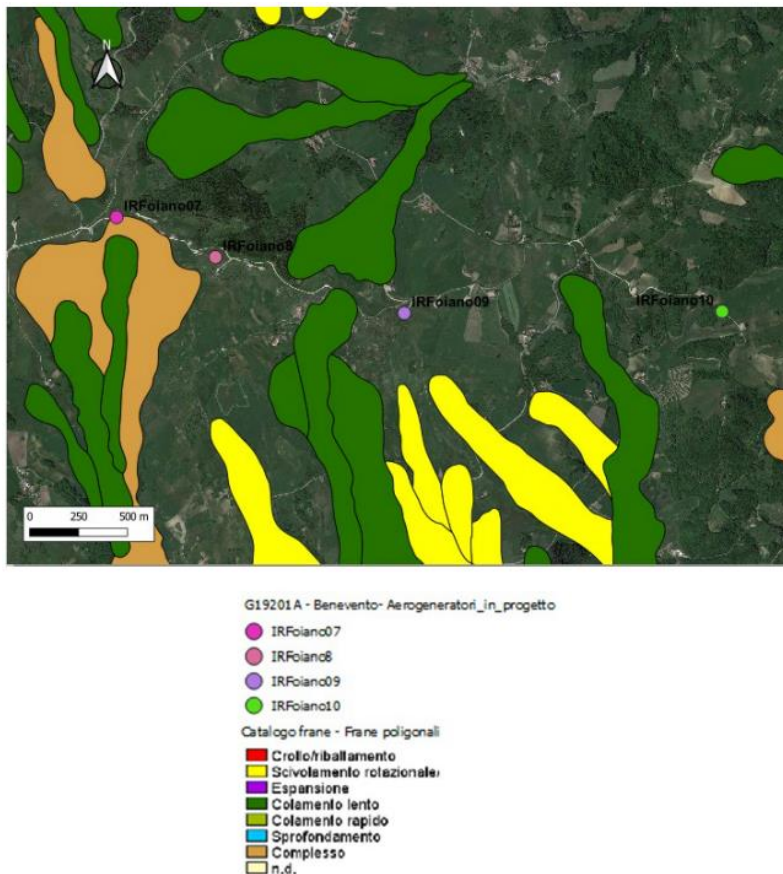 N
IRFoiano07
IRFoiano8
IRFoiano09
IRFoiano10
0 250 500 m
G19201A - Benevento- Aerogeneratori_in_progetto
IRFoiano07
IRFoiano8
IRFoiano09
IRFoiano10
Catalogo frane - Frane poligonali
Crollo/ribaltamento
Scivolamento rotazionale/
Espansione
Colamento lento
Colamento rapido
Sprofondamento
Complesso
n.d.